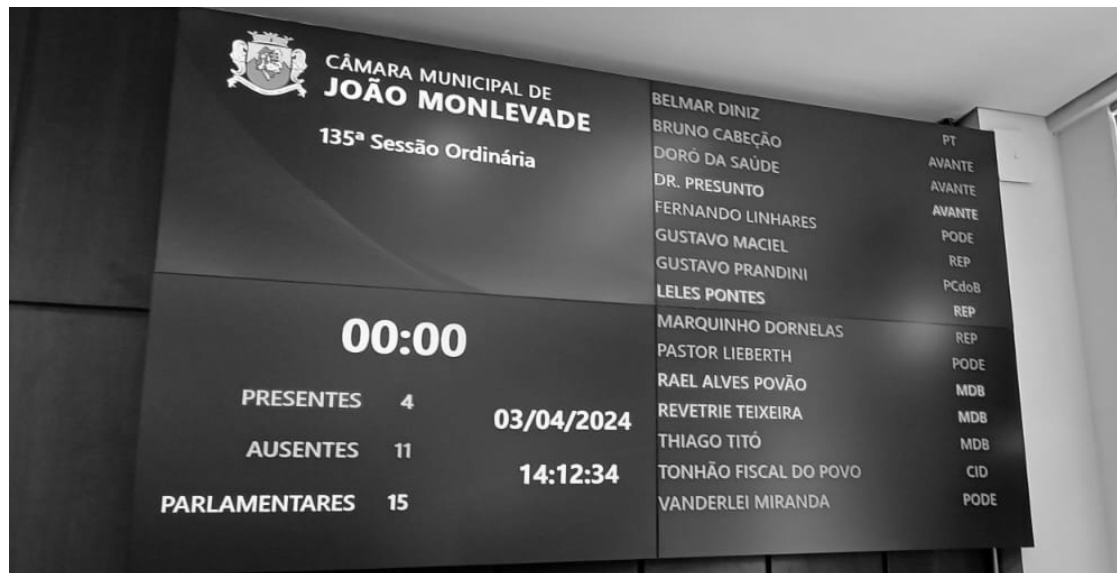 CÂMARA MUNICIPAL DE
JOÃO MONLEVADE
135ª Sessão Ordinária
00:00
PRESENTES 4
AUSENTES 11
PARLAMENTARES 15
03/04/2024
14:12:34
BELMAR DINIZ PT
BRUNO CABEÇÃO AVANTE
DORÓ DA SAÚDE AVANTE
DR. PRESUNTO AVANTE
FERNANDO LINHARES PODE
GUSTAVO MACIEL REP
GUSTAVO PRANDINI PCdoB
LELES PONTES REP
MARQUINHO DORNELAS REP
PASTOR LIEBERTH PODE
RAEL ALVES POVÃO MDB
REVETRIE TEIXEIRA MDB
THIAGO TITÓ MDB
TONHÃO FISCAL DO POVO CID
VANDERLEI MIRANDA PODE